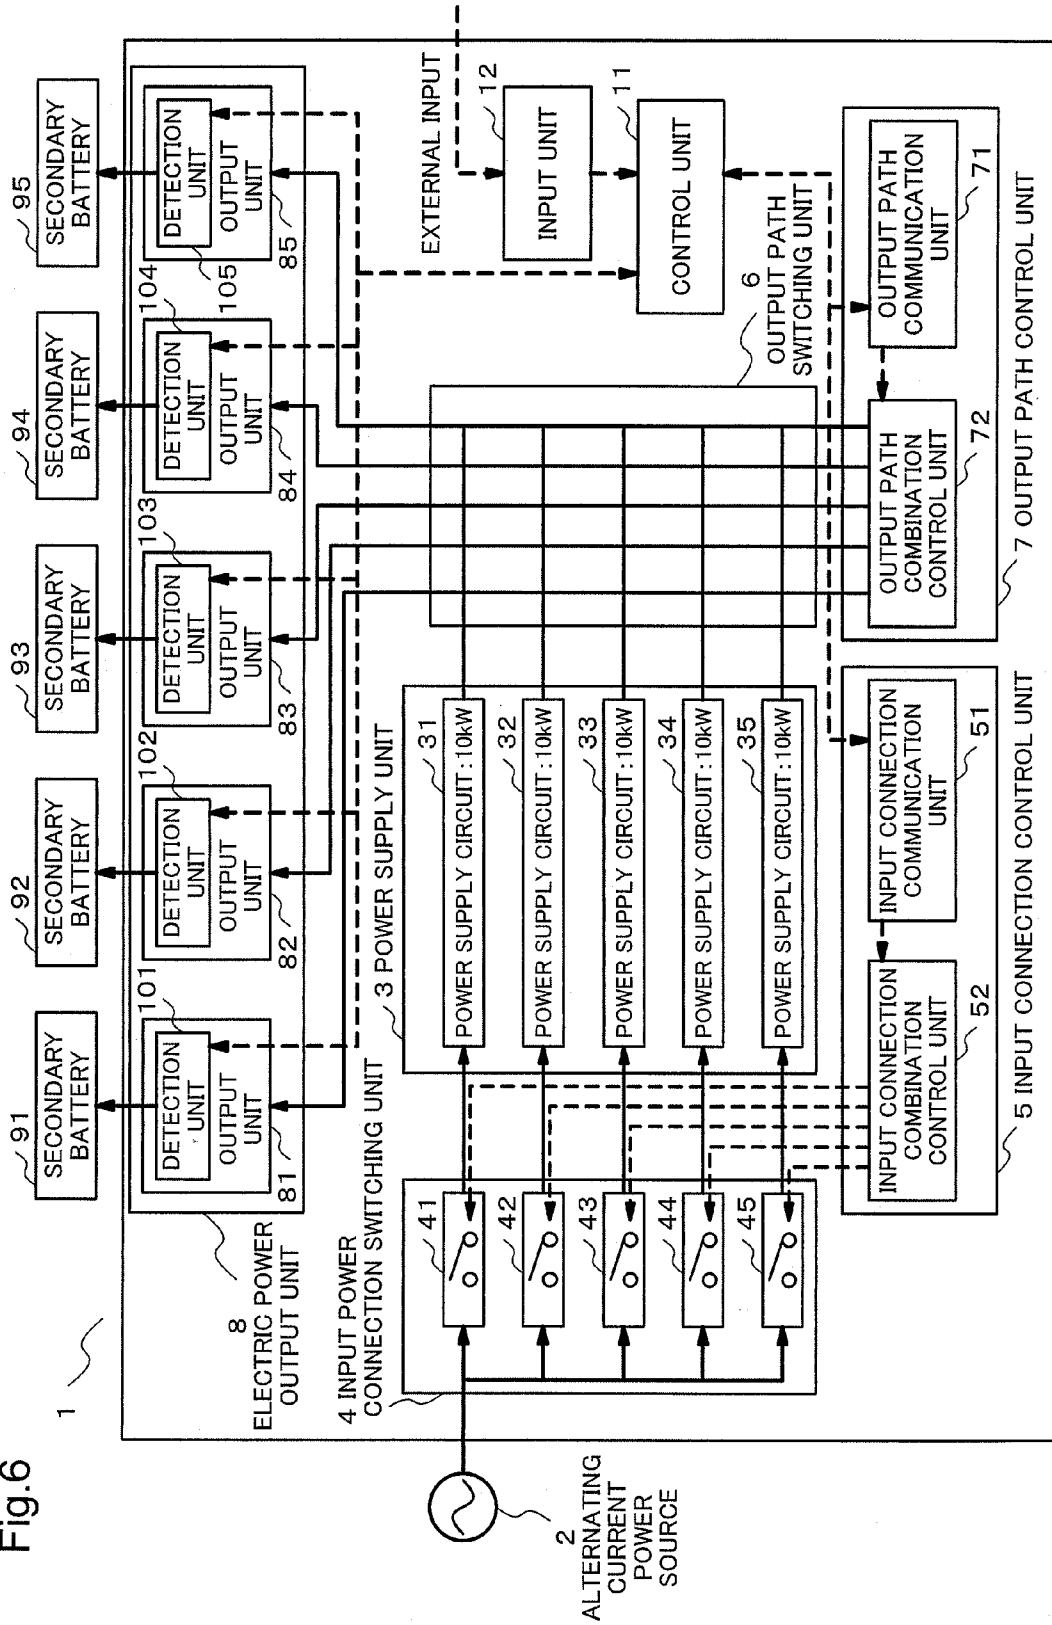 Fig.6
1
91
SECONDARY
BATTERY
92
SECONDARY
BATTERY
93
SECONDARY
BATTERY
94
SECONDARY
BATTERY
95
SECONDARY
BATTERY
8
ELECTRIC POWER
OUTPUT UNIT
101
DETECTION
UNIT
OUTPUT
UNIT
81
102
DETECTION
UNIT
OUTPUT
UNIT
82
103
DETECTION
UNIT
OUTPUT
UNIT
83
104
DETECTION
UNIT
OUTPUT
UNIT
84
105
DETECTION
UNIT
OUTPUT
UNIT
85
2
ALTERNATING
CURRENT
POWER
SOURCE
4 INPUT POWER
CONNECTION SWITCHING UNIT
41
42
43
44
45
3 POWER SUPPLY UNIT
31
POWER SUPPLY CIRCUIT:10kW
32
POWER SUPPLY CIRCUIT:10kW
33
POWER SUPPLY CIRCUIT:10kW
34
POWER SUPPLY CIRCUIT:10kW
35
POWER SUPPLY CIRCUIT:10kW
6
OUTPUT PATH
SWITCHING UNIT
EXTERNAL INPUT
12
INPUT UNIT
11
CONTROL UNIT
INPUT CONNECTION
COMBINATION
CONTROL UNIT
52
INPUT CONNECTION
COMMUNICATION
UNIT
51
5 INPUT CONNECTION CONTROL UNIT
OUTPUT PATH
COMBINATION
CONTROL UNIT
72
OUTPUT PATH
COMMUNICATION
UNIT
71
7 OUTPUT PATH CONTROL UNIT